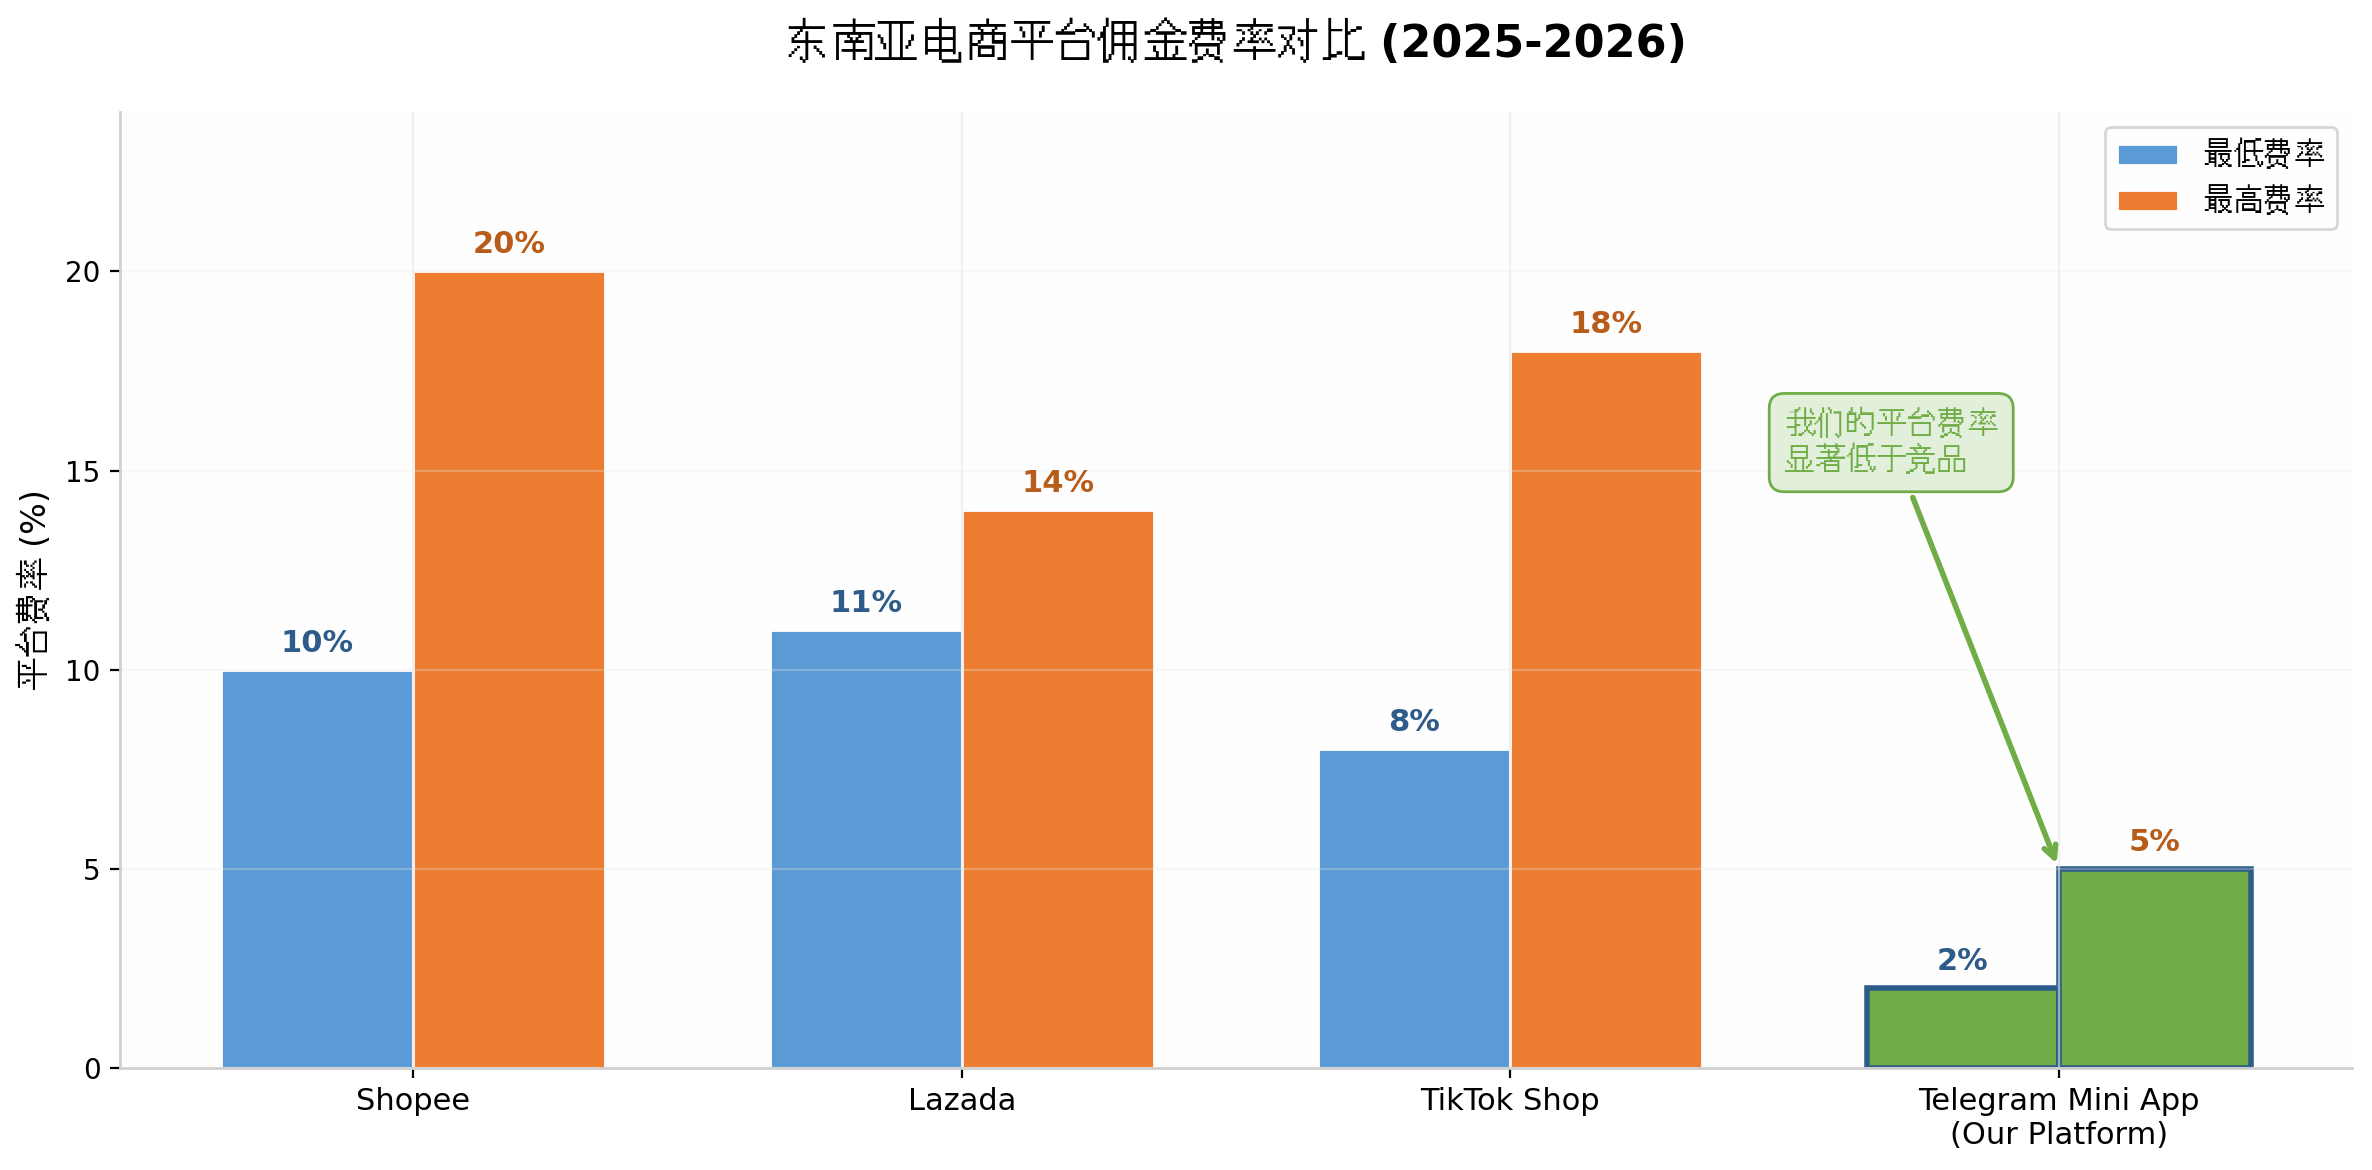 东南亚电商平台佣金费率对比 (2025-2026)
最低费率
最高费率
平台费率 (%)
20
15
10
5
0
10%
20%
11%
14%
8%
18%
2%
5%
我们的平台费率
显著低于竞品
Shopee
Lazada
TikTok Shop
Telegram Mini App
(Our Platform)